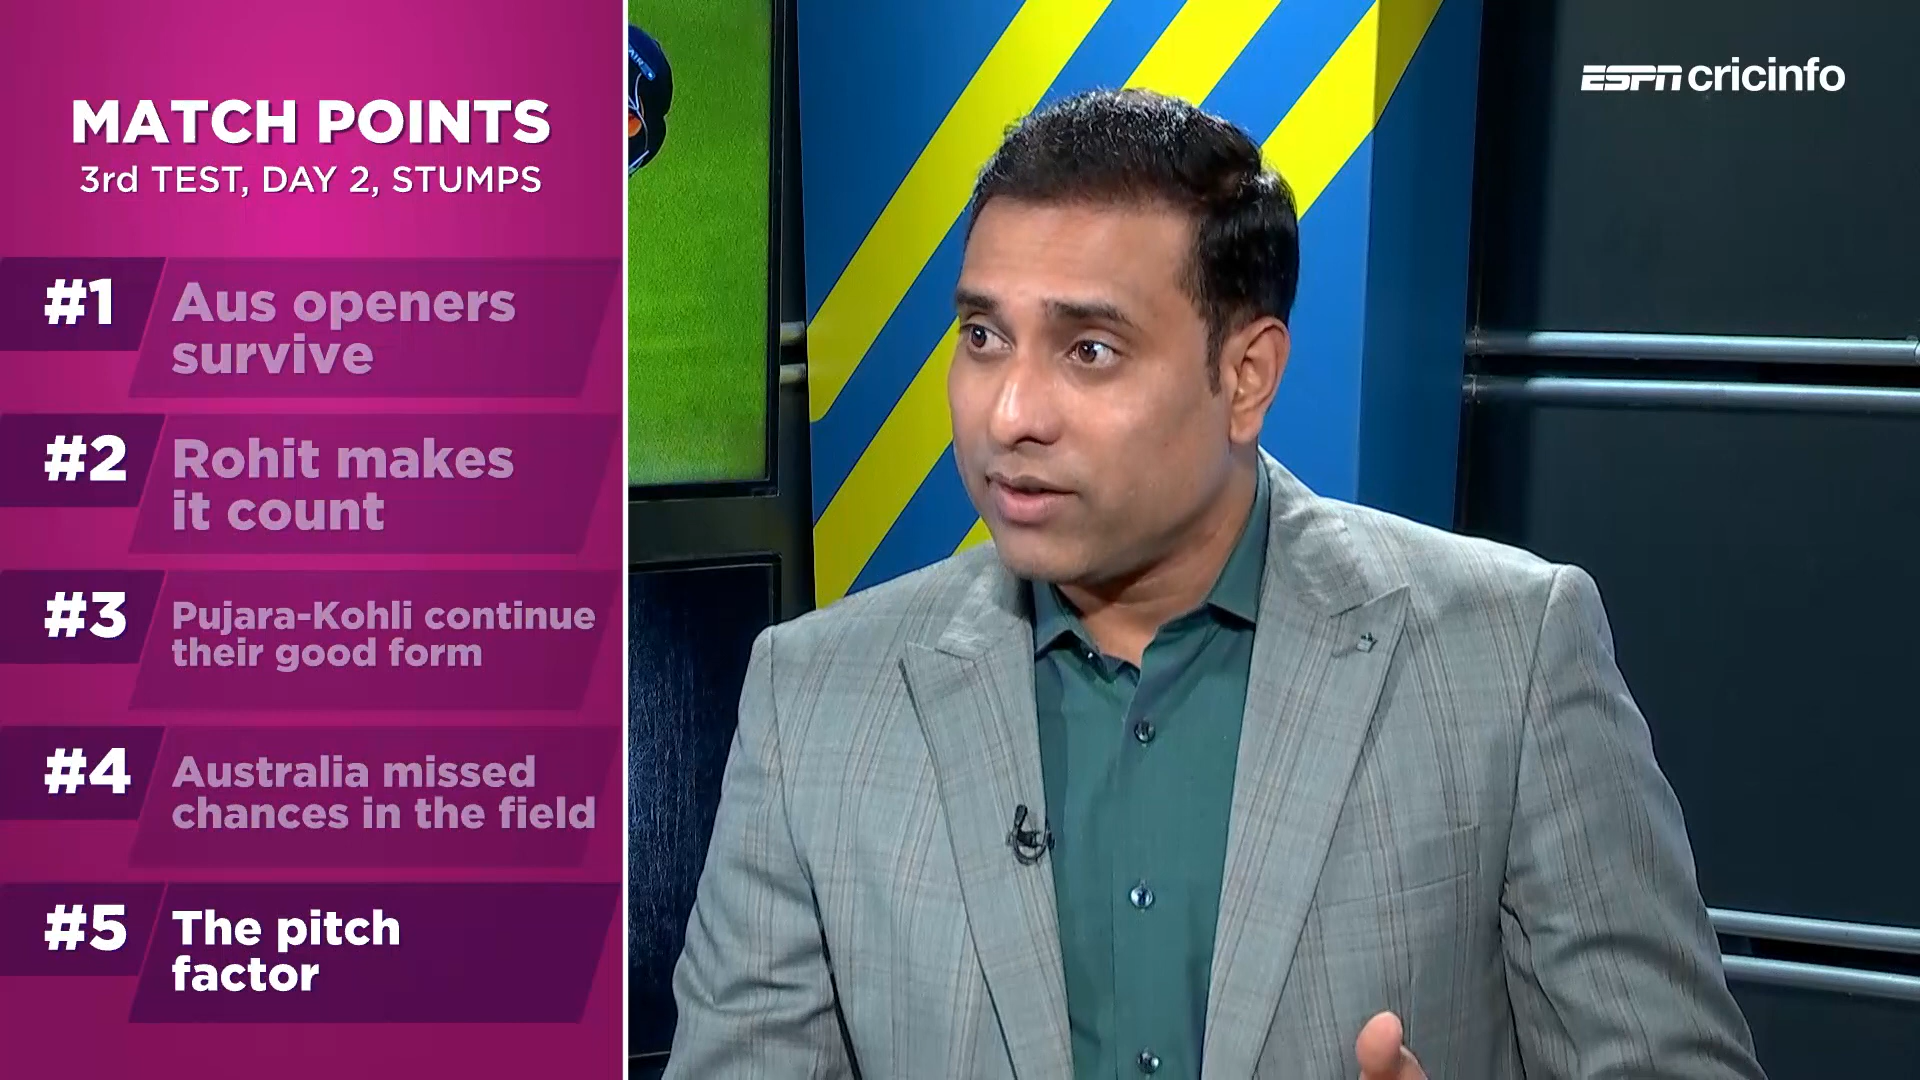 MATCH POINTS
3rd TEST, DAY 2, STUMPS
#1
Aus openers
survive
#2
Rohit makes
it count
#3
Pujara-Kohli continue
their good form
#4
Australia missed
chances in the field
#5
The pitch
factor
ESPN cricinfo